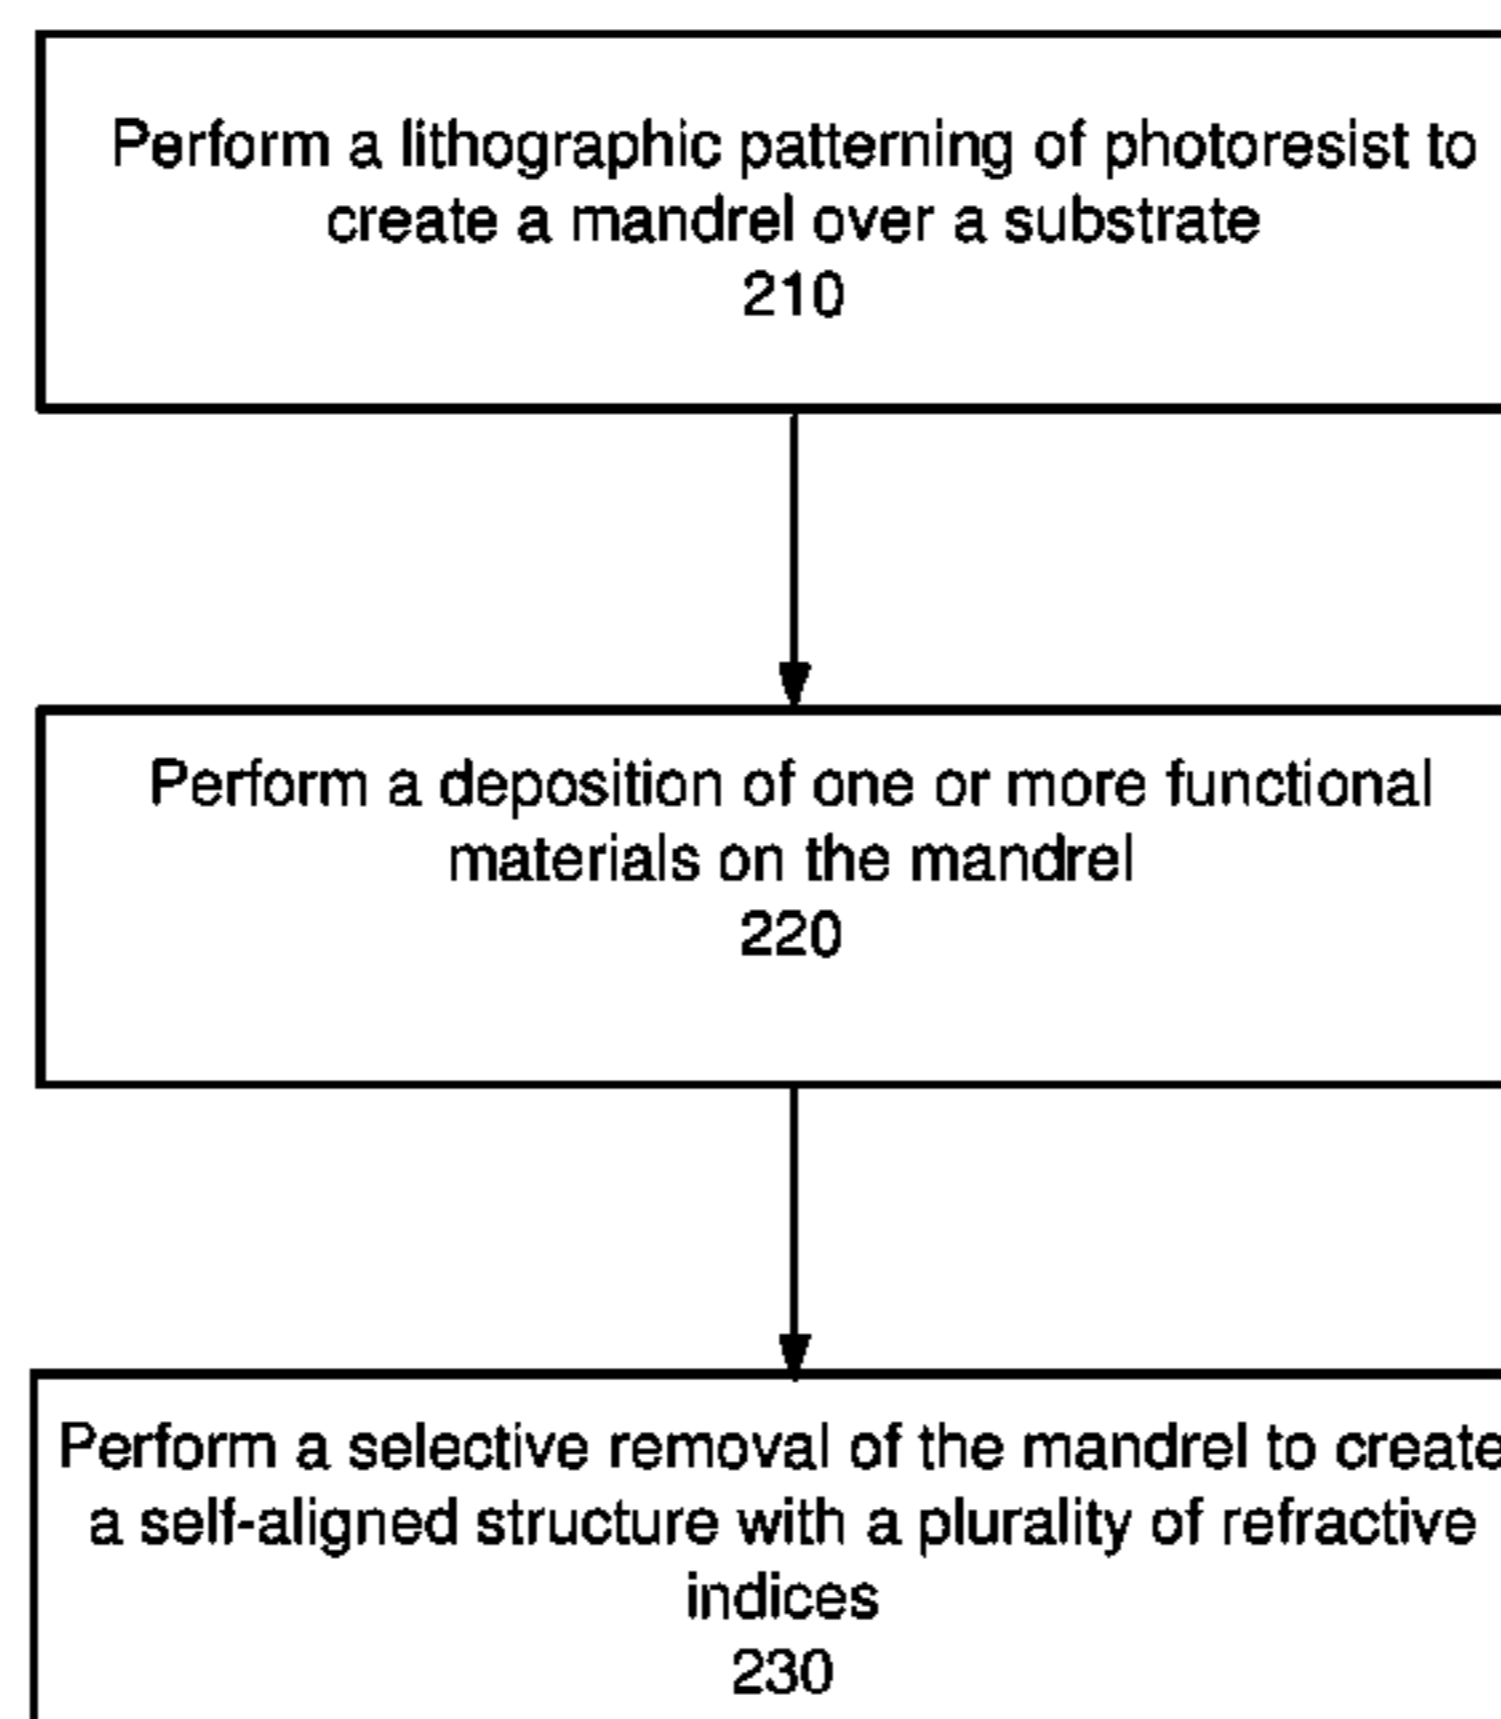 Perform a lithographic patterning of photoresist to
create a mandrel over a substrate
210
Perform a deposition of one or more functional
materials on the mandrel
220
Perform a selective removal of the mandrel to create
a self-aligned structure with a plurality of refractive
indices
230